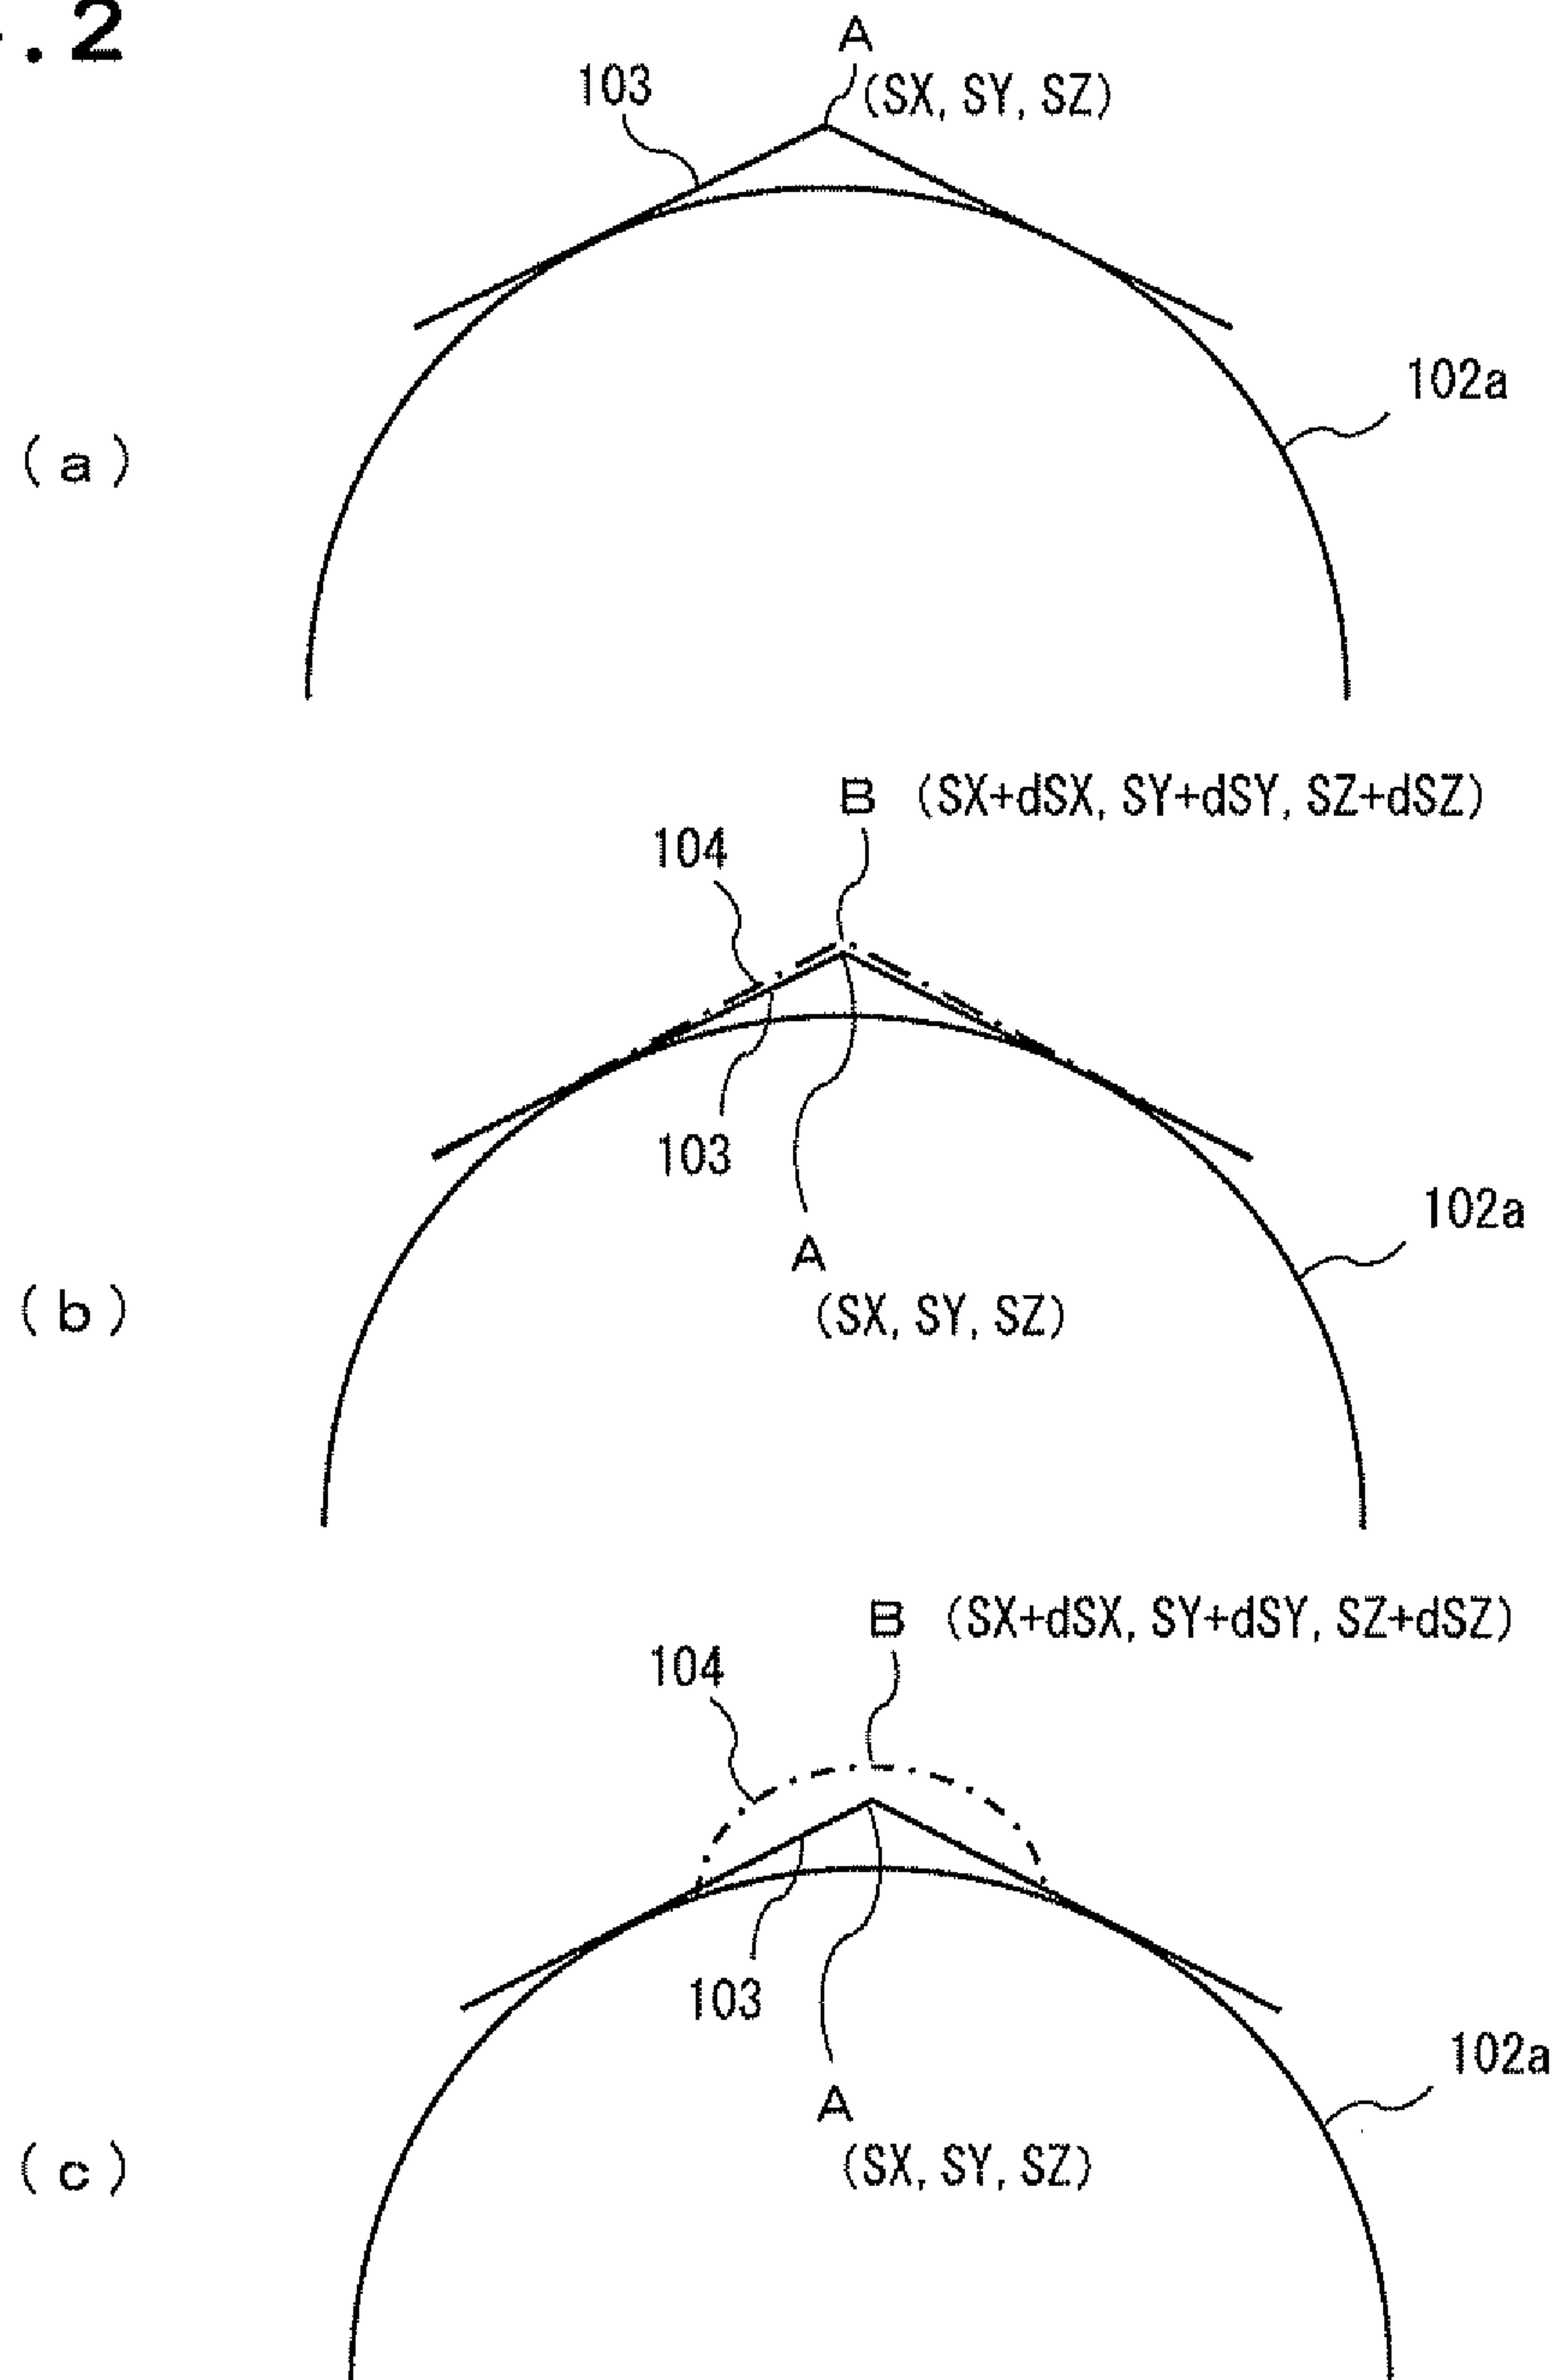 .2
A
103
(SX, SY, SZ)
102a
(a)
B (SX+dSX, SY+dSY, SZ+dSZ)
104
103
A
102a
(b)
(SX, SY, SZ)
B (SX+dSX, SY+dSY, SZ+dSZ)
104
103
102a
A
(c)
(SX, SY, SZ)